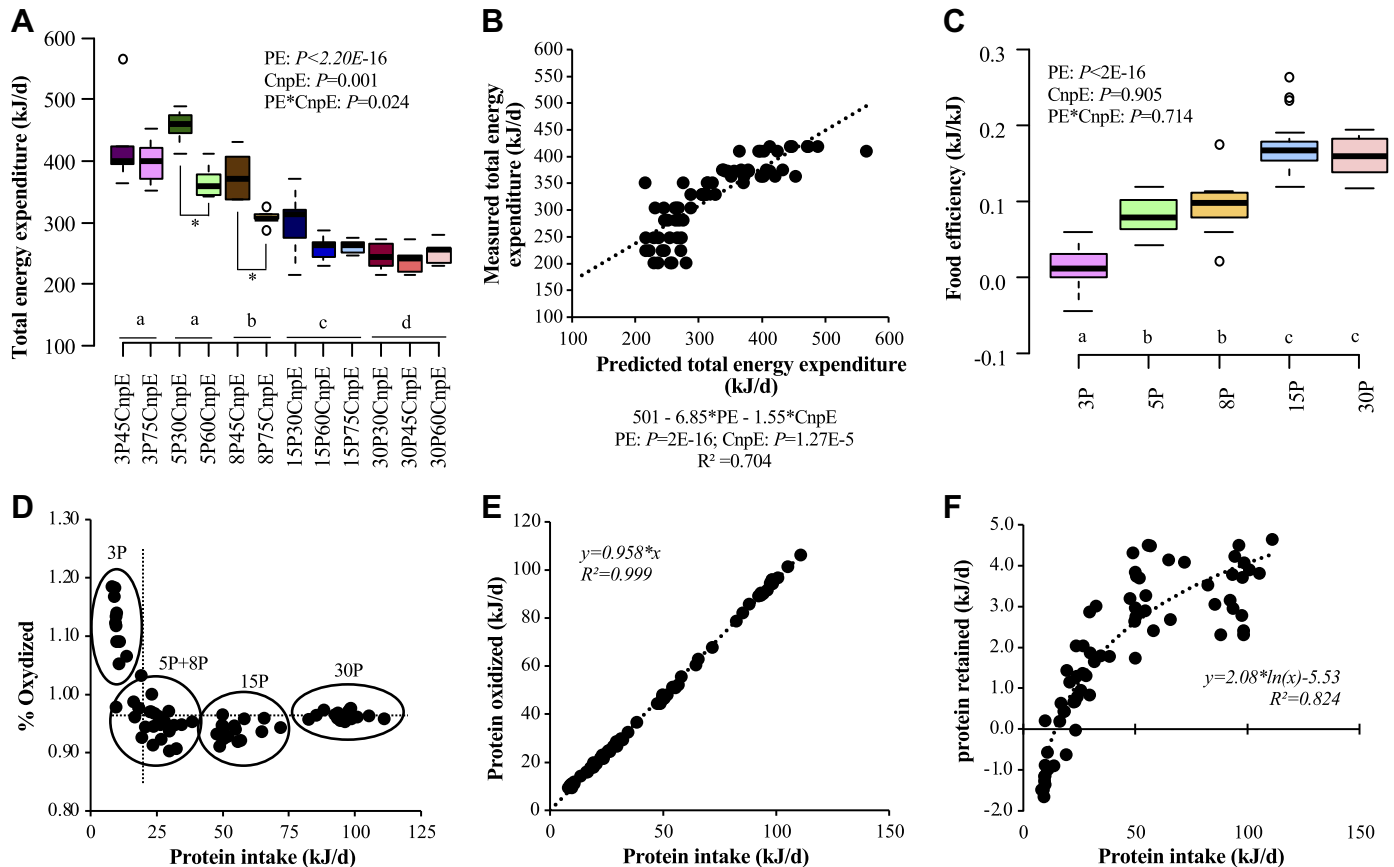 A
Total energy expenditure (kJ/d)
600
500
400
300
200
100
PE: P<2.20E-16
CnpE: P=0.001
PE*CnpE: P=0.024
*
*
a
a
b
c
d
3P45CnpE
3P75CnpE
5P30CnpE
5P60CnpE
8P45CnpE
8P75CnpE
15P30CnpE
15P60CnpE
15P75CnpE
30P30CnpE
30P45CnpE
30P60CnpE
B
Measured total energy
expenditure (kJ/d)
600
550
500
450
400
350
300
250
200
150
100
100
200
300
400
500
600
Predicted total energy expenditure
(kJ/d)
501 - 6.85*PE - 1.55*CnpE
PE: P=2E-16; CnpE: P=1.27E-5
R² =0.704
C
Food efficiency (kJ/kJ)
0.3
0.2
0.1
0.0
-0.1
PE: P<2E-16
CnpE: P=0.905
PE*CnpE: P=0.714
a
b
b
c
c
3P
5P
8P
15P
30P
D
% Oxydized
1.30
1.20
1.10
1.00
0.90
0.80
3P
5P+8P
15P
30P
0
25
50
75
100
125
Protein intake (kJ/d)
E
Protein oxidized (kJ/d)
120
100
80
60
40
20
0
y=0.958*x
R²=0.999
0
50
100
150
Protein intake (kJ/d)
F
protein retained (kJ/d)
5.0
4.0
3.0
2.0
1.0
0.0
-1.0
-2.0
y=2.08*ln(x)-5.53
R²=0.824
0
50
100
150
Protein intake (kJ/d)